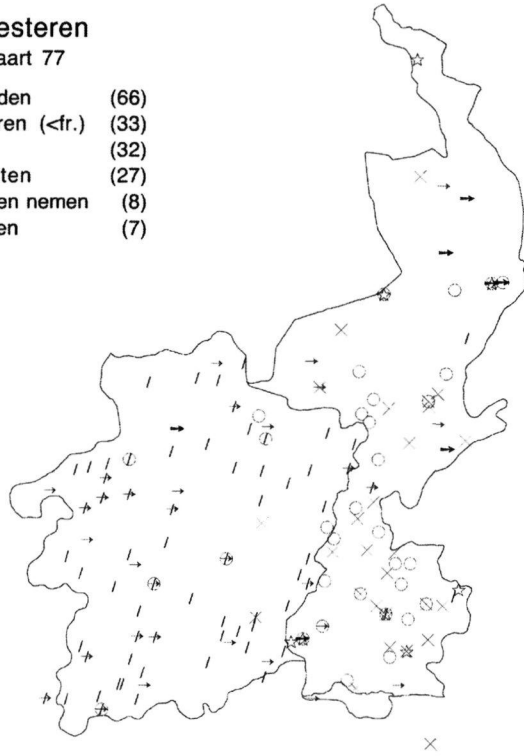 esteren
aart 77
den (66)
ren (<fr.) (33)
(32)
ten (27)
en nemen (8)
en (7)